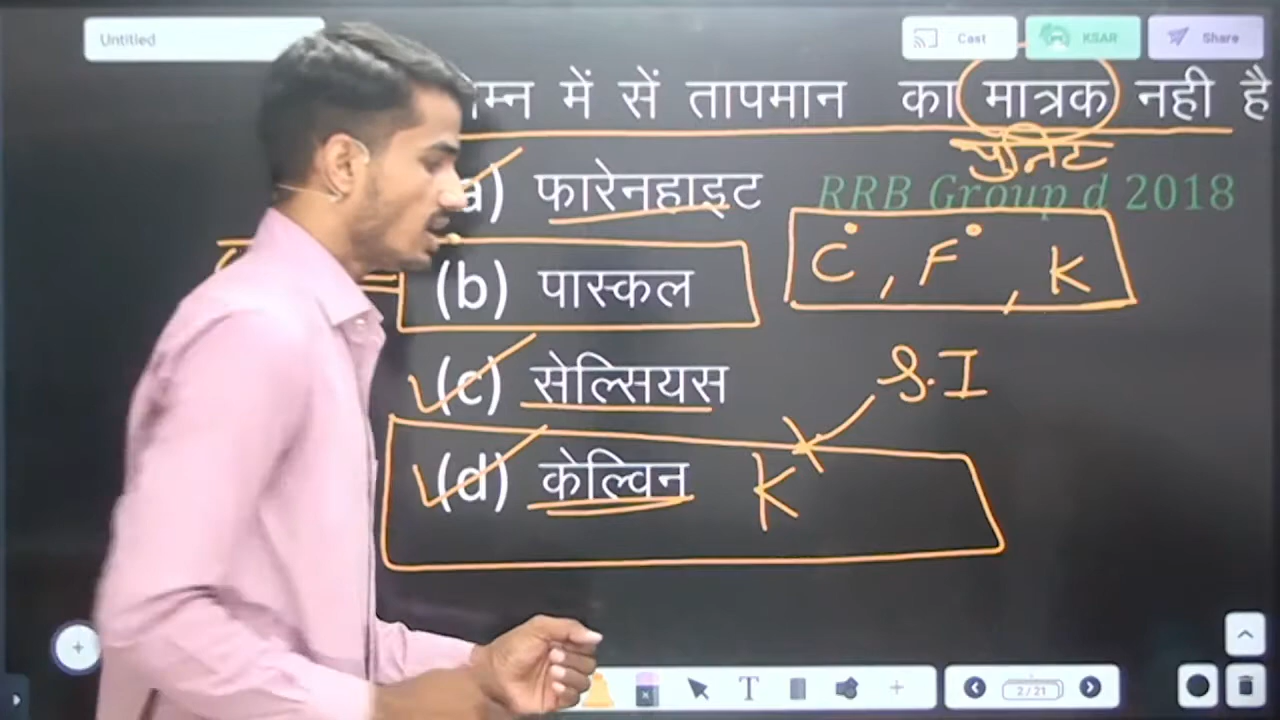 Untitled
Cast KSAR Share
म्न में सें तापमान का मात्रक नही है
युनिट
a) फारेनहाइट RRB Group d 2018
(b) पास्कल C°, F°, K
(c) सेल्सियस S.I
(d) केल्विन K
2/21